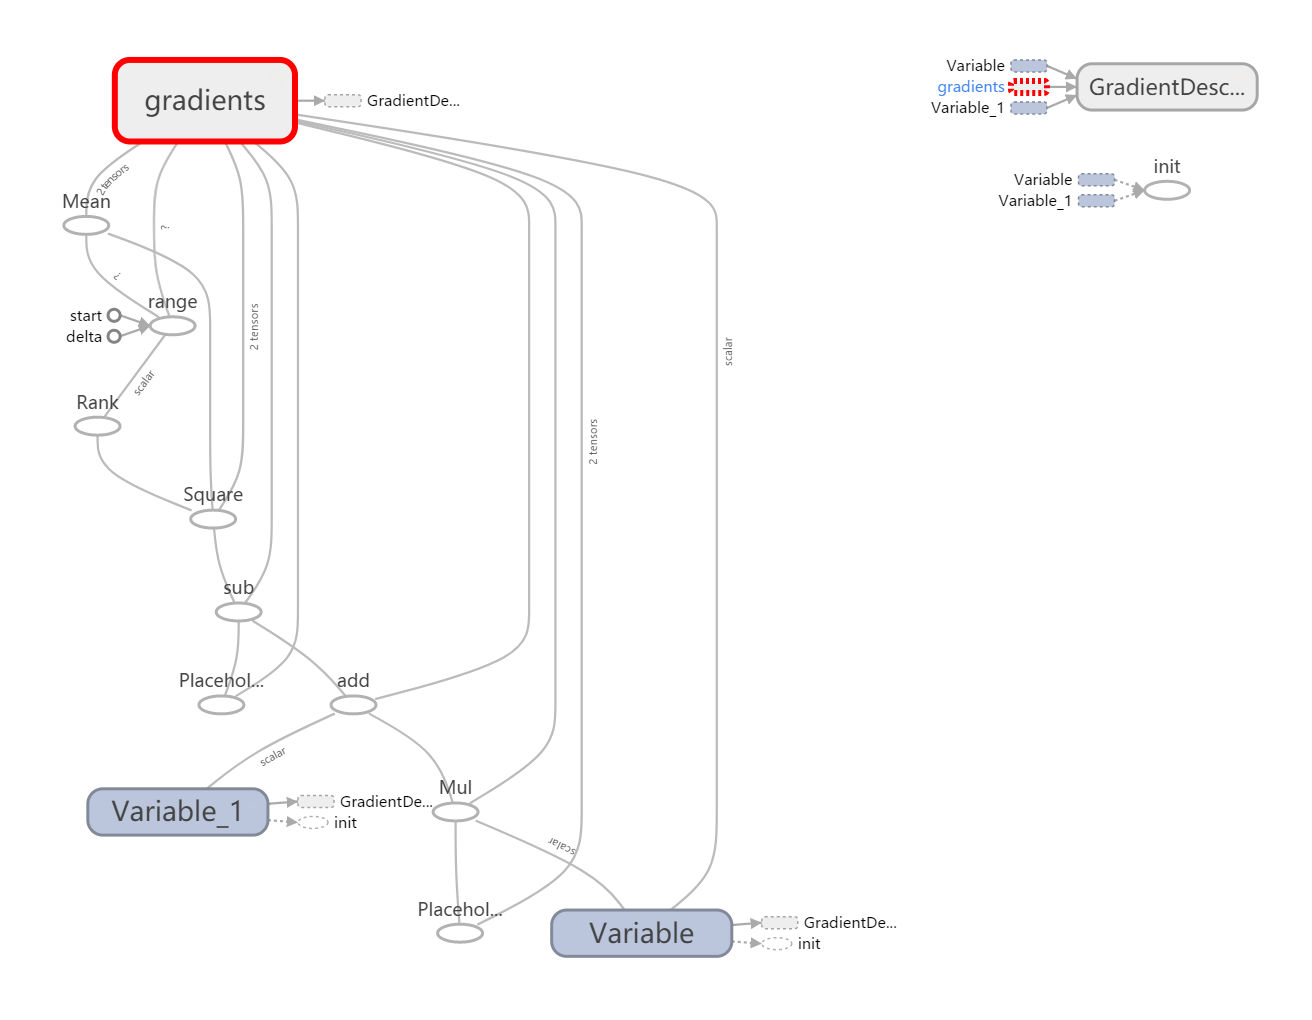 gradients
GradientDe...
2 tensors
Mean
?
?
range
start
delta
scalar
Rank
2 tensors
Square
sub
Placehol...
add
scalar
2 tensors
scalar
Variable_1
GradientDe...
init
Mul
scalar
Placehol...
Variable
GradientDe...
init
Variable
gradients
Variable_1
GradientDesc...
init
Variable
Variable_1